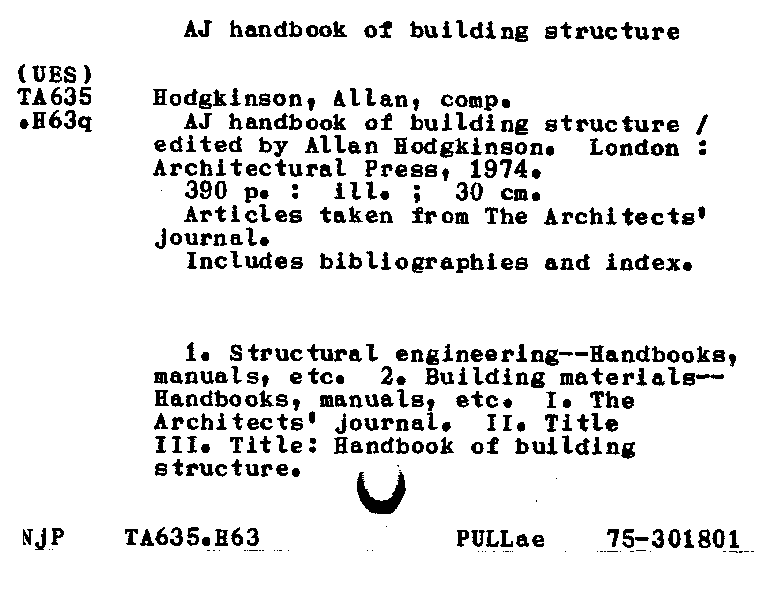 AJ handbook of building structure
(UES)
TA635 Hodgkinson, Allan, comp.
.H63q AJ handbook of building structure /
edited by Allan Hodgkinson. London :
Architectural Press, 1974.
390 p. : ill. ; 30 cm.
Articles taken from The Architects'
journal.
Includes bibliographies and index.
1. Structural engineering--Handbooks,
manuals, etc. 2. Building materials--
Handbooks, manuals, etc. I. The
Architects' journal. II. Title
III. Title: Handbook of building
structure.
NjP TA635.H63 PULLae 75-301801